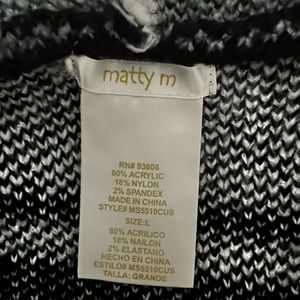 matty m
RN# 93608
80% ACRYLIC
18% NYLON
2% SPANDEX
MADE IN CHINA
STYLE# MS5510CUS
SIZE:L
80% ACRILICO
18% NAILON
2% ELASTANO
HECHO EN CHINA
ESTILO# MS5510CUS
TALLA: GRANDE